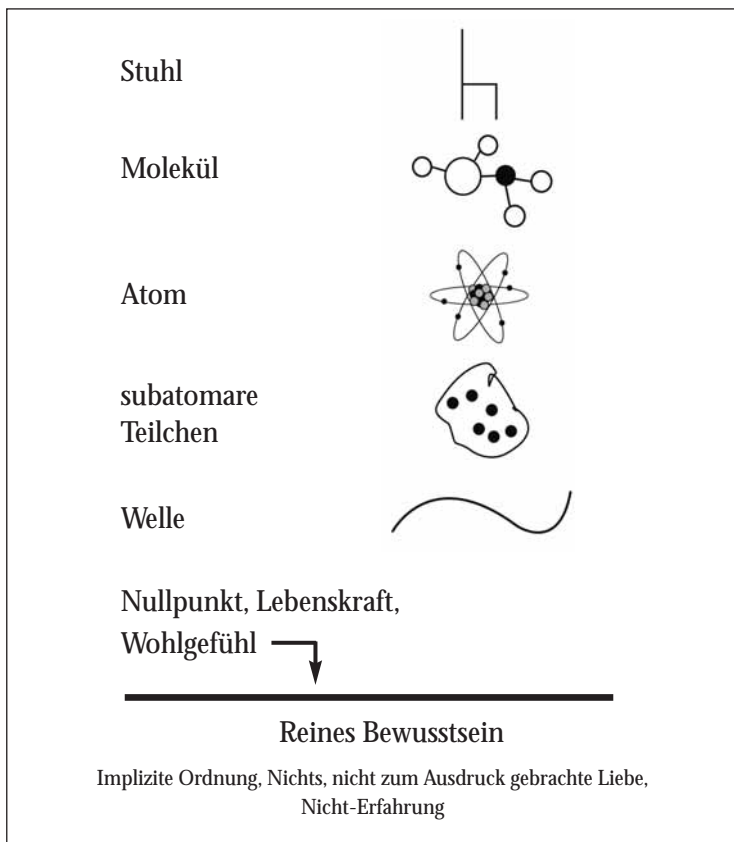 Stuhl
Molekül
Atom
subatomare
Teilchen
Welle
Nullpunkt, Lebenskraft,
Wohlgefühl
Reines Bewusstsein
Implizite Ordnung, Nichts, nicht zum Ausdruck gebrachte Liebe,
Nicht-Erfahrung